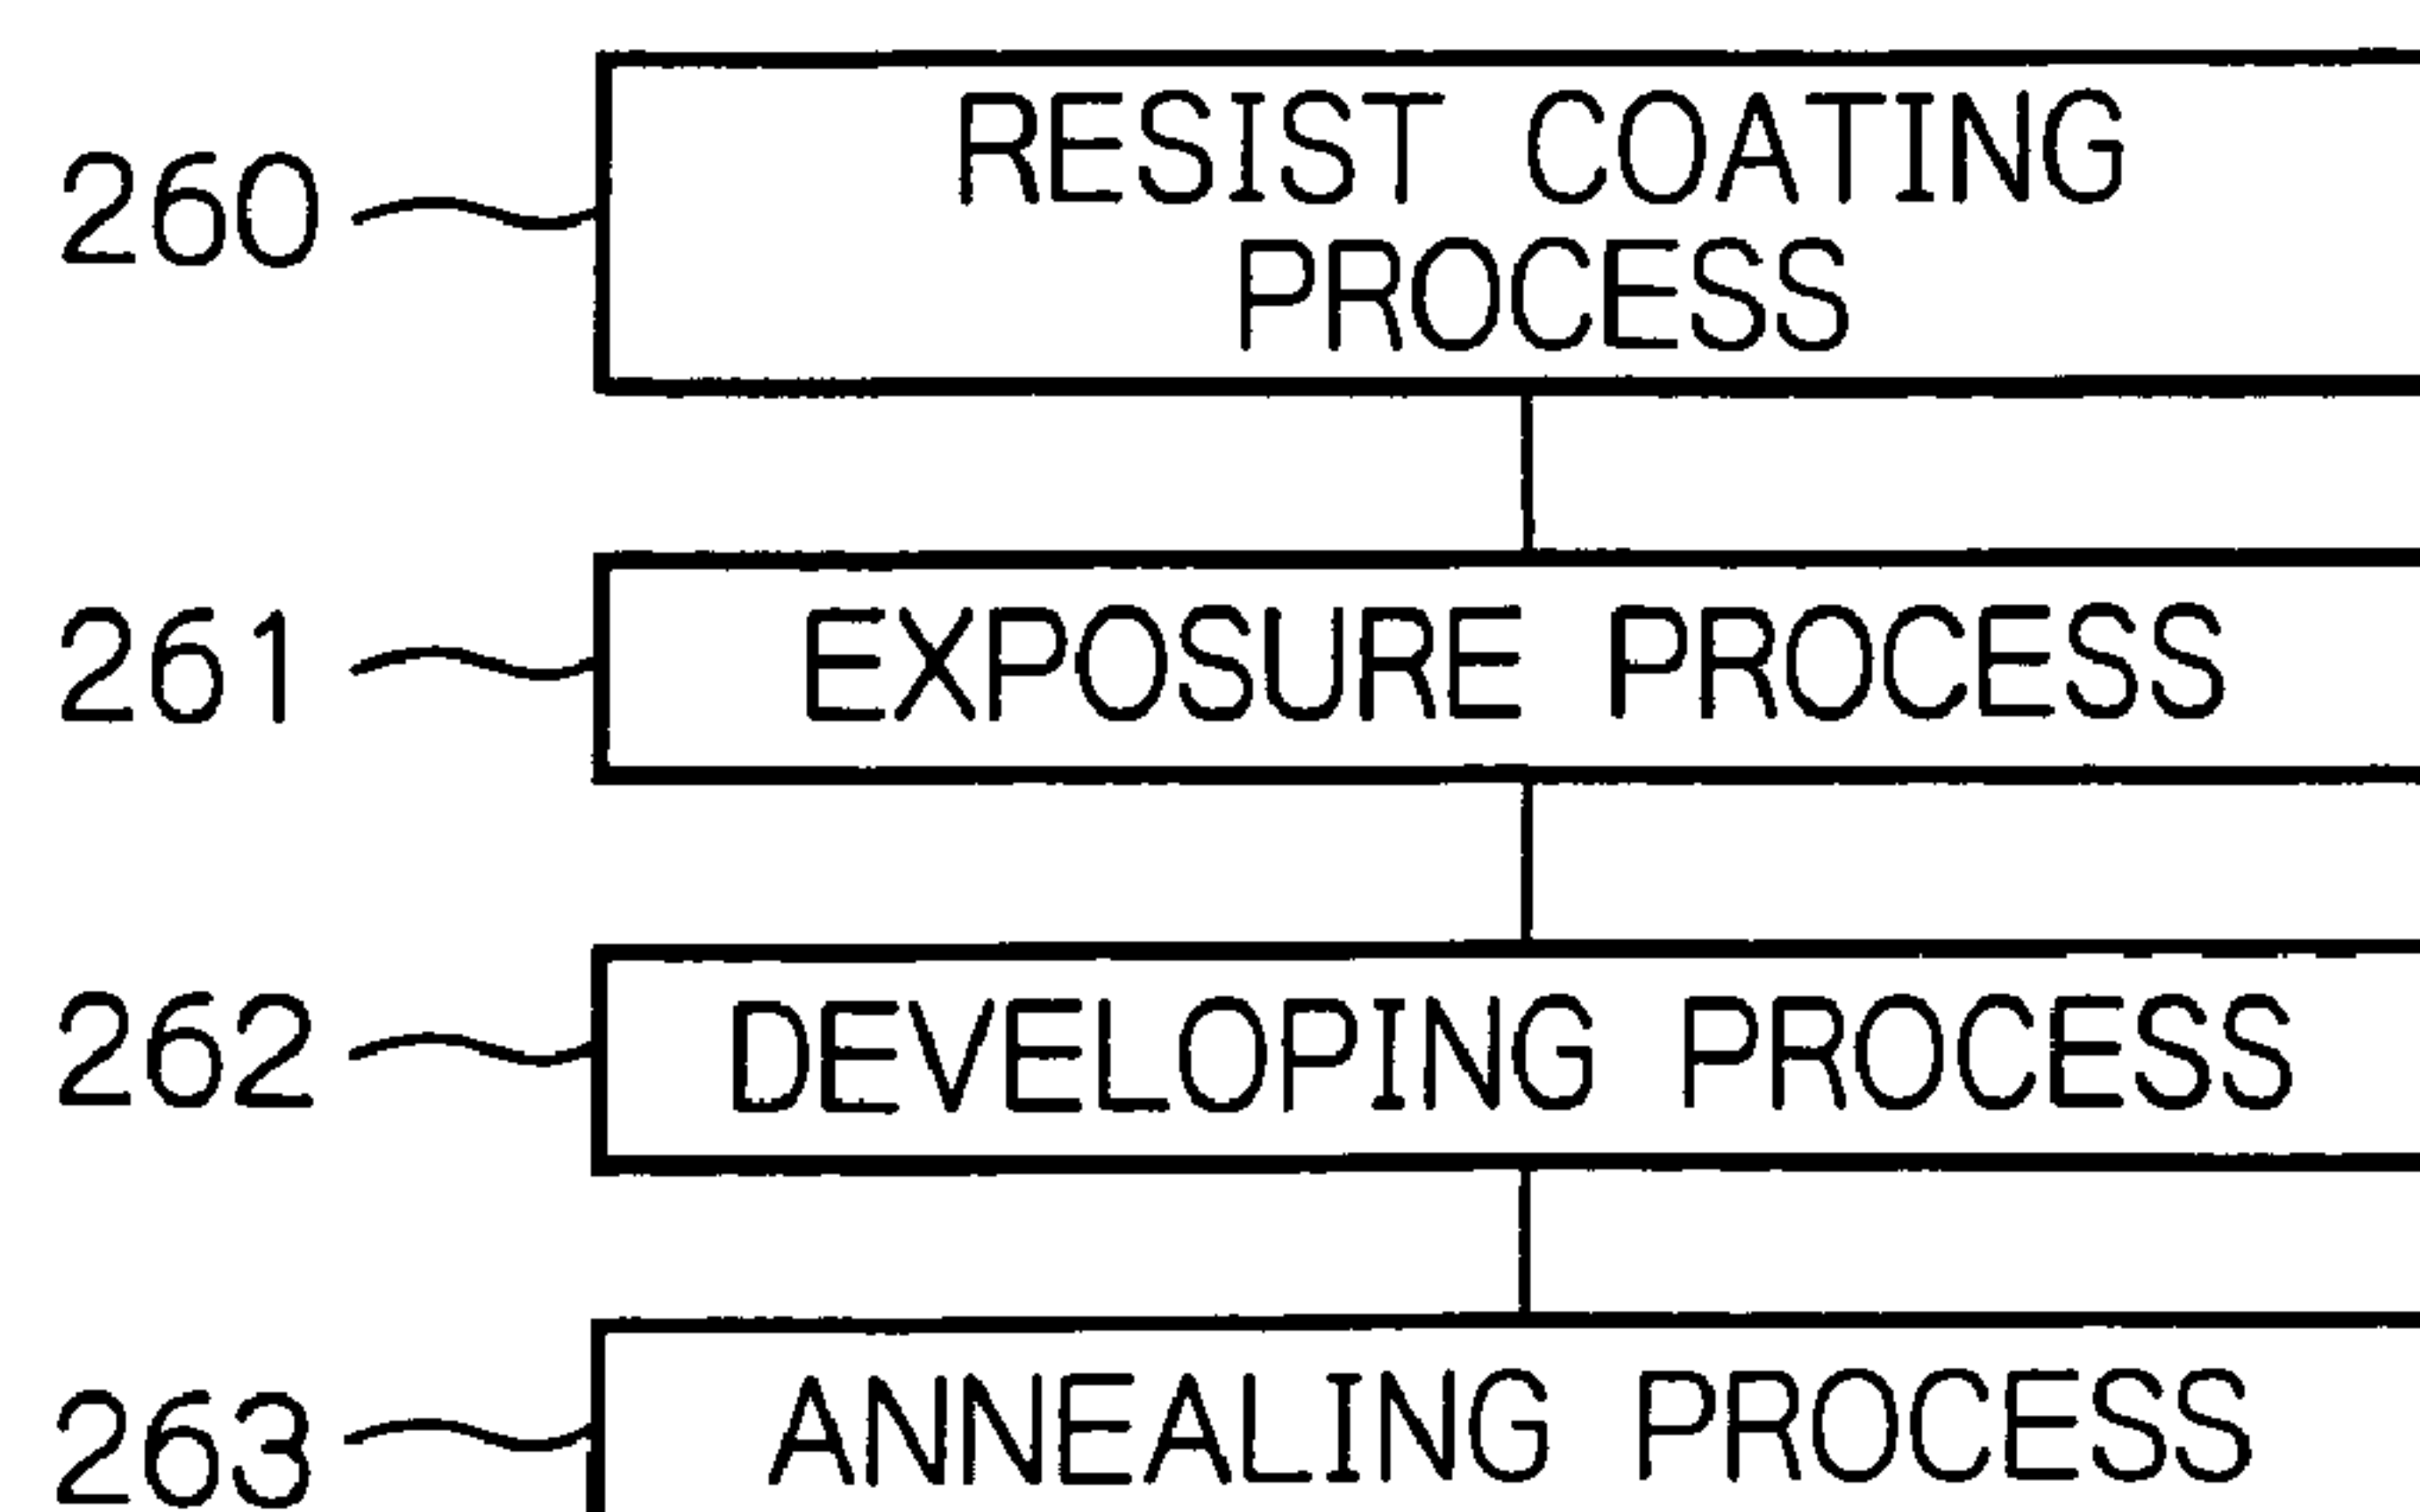 260
RESIST COATING
PROCESS
261
EXPOSURE PROCESS
262
DEVELOPING PROCESS
263
ANNEALING PROCESS